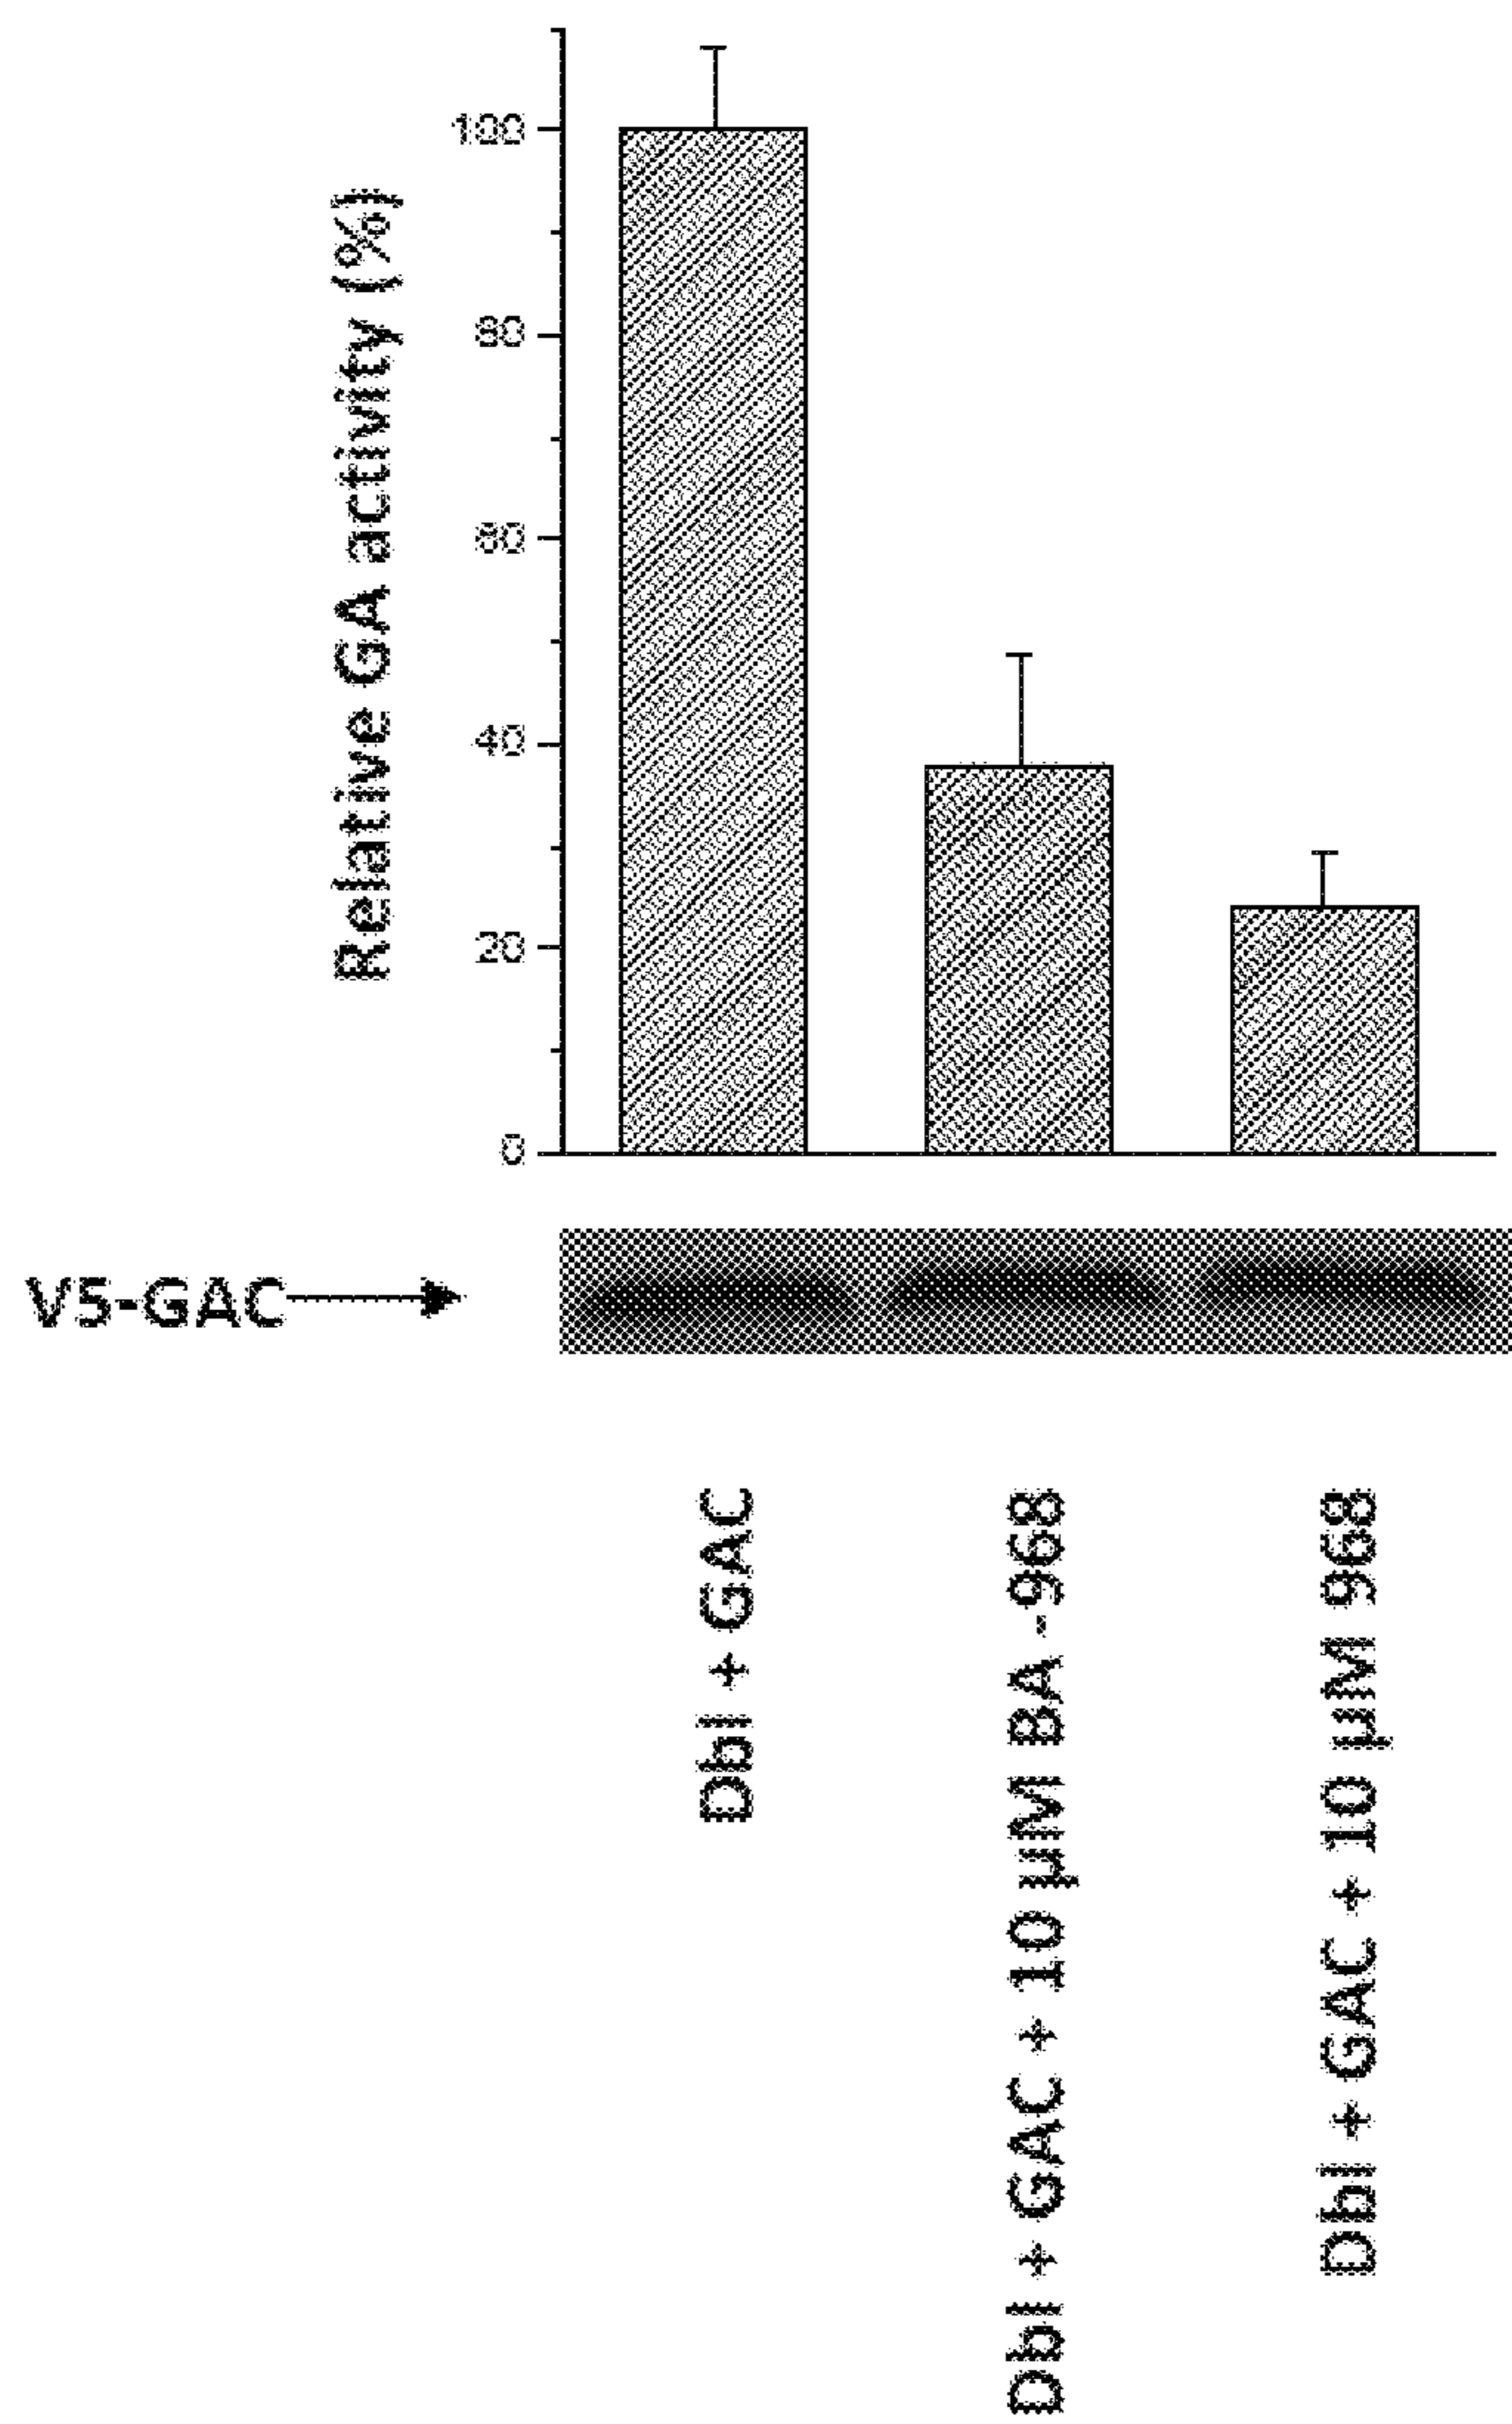 Relative GA activity (%)
100
80
60
40
20
0
V5-GAC
Dbl + GAC
Dbl + GAC + 10 µM BA -968
Dbl + GAC + 10 µM 968